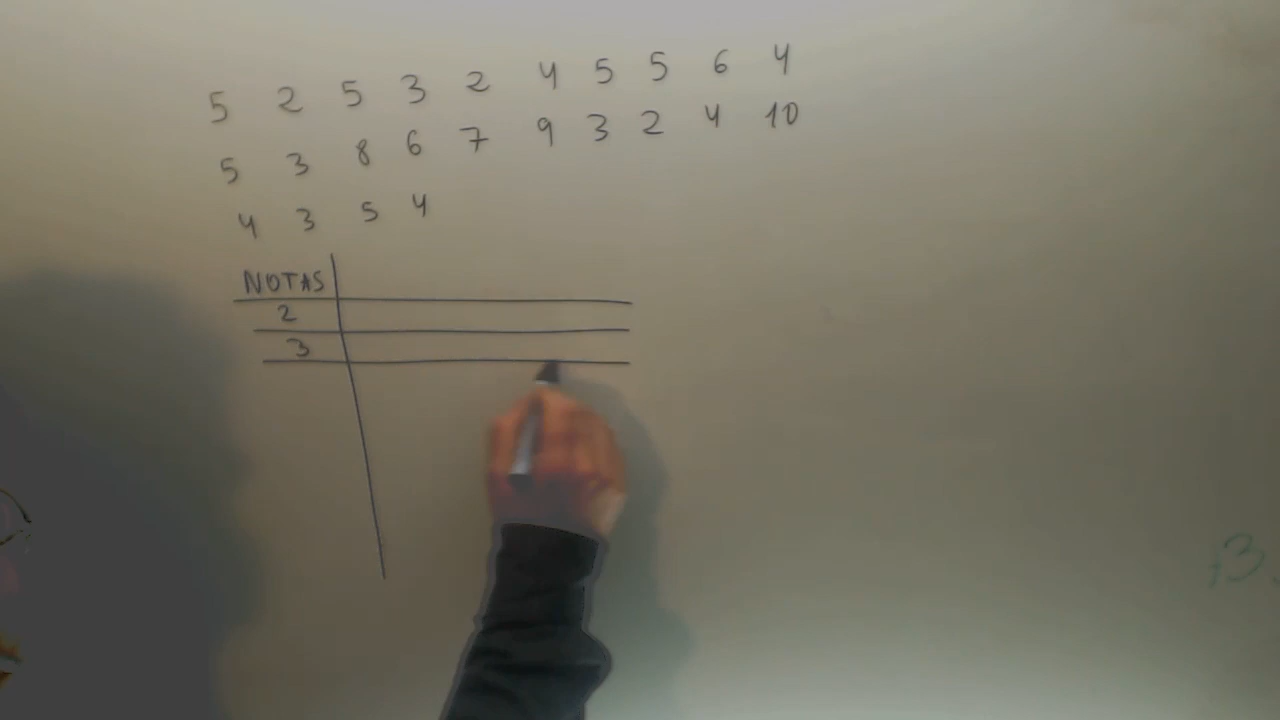 5 2 5 3 2 4 5 5 6 4
5 3 8 6 7 9 3 2 4 10
4 3 5 4
NOTAS
2
3